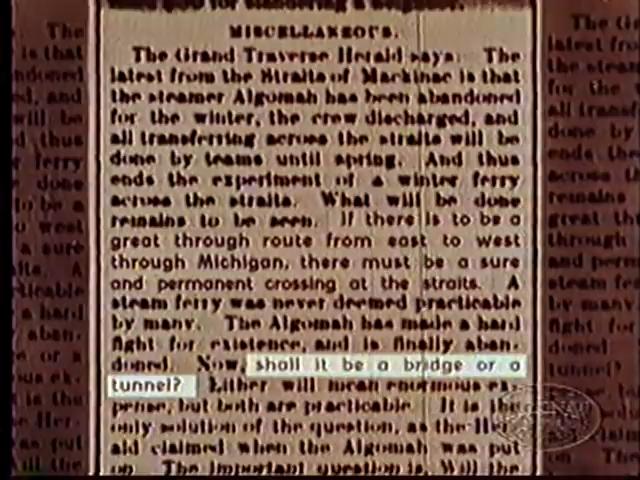 for slandering a neighbor.
MISCELLANEOUS.
The Grand Traverse Herald says: The
latest from the Straits of Mackinac is that
the steamer Algomah has been abandoned
for the winter, the crew discharged, and
all transferring across the straits will be
done by teams until spring. And thus
ends the experiment of a winter ferry
across the straits. What will be done
remains to be seen. If there is to be a
great through route from east to west
through Michigan, there must be a sure
and permanent crossing at the straits. A
steam ferry was never deemed practicable
by many. The Algomah has made a hard
fight for existence, and is finally aban-
doned. Now, shall it be a bridge or a
tunnel? Either will mean enormous ex-
pense, but both are practicable. It is the
only solution of the question, as the Her-
ald claimed when the Algomah was put
on. The important question is, Will the